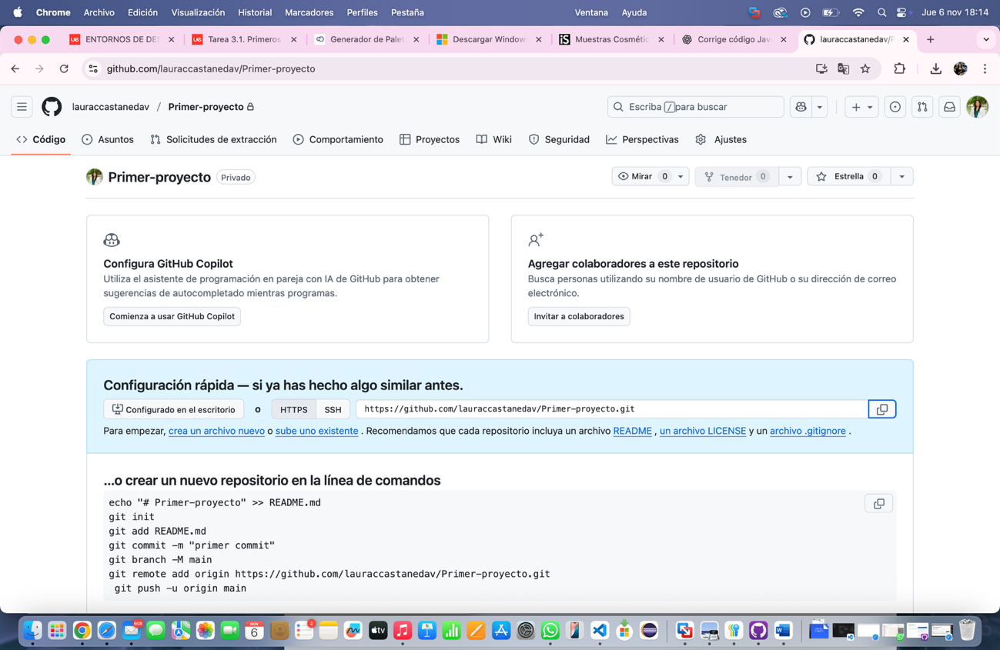 Chrome Archivo Edición Visualización Historial Marcadores Perfiles Pestaña Ventana Ayuda Jue 6 nov 18:14
ue ENTORNOS DE DES ue Tarea 3.1. Primeros Generador de Palet Descargar Window iS Muestras Cosmétic Corrige código Java lauraccastanedav/P
github.com/lauraccastanedav/Primer-proyecto
lauraccastanedav / Primer-proyecto Escriba / para buscar
Código Asuntos Solicitudes de extracción Comportamiento Proyectos Wiki Seguridad Perspectivas Ajustes
Primer-proyecto Privado Mirar 0 Tenedor 0 Estrella 0
Configura GitHub Copilot
Utiliza el asistente de programación en pareja con IA de GitHub para obtener
sugerencias de autocompletado mientras programas.
Comienza a usar GitHub Copilot
Agregar colaboradores a este repositorio
Busca personas utilizando su nombre de usuario de GitHub o su dirección de correo
electrónico.
Invitar a colaboradores
Configuración rápida — si ya has hecho algo similar antes.
Configurado en el escritorio o HTTPS SSH https://github.com/lauraccastanedav/Primer-proyecto.git
Para empezar, crea un archivo nuevo o sube uno existente . Recomendamos que cada repositorio incluya un archivo README , un archivo LICENSE y un archivo .gitignore .
...o crear un nuevo repositorio en la línea de comandos
echo "# Primer-proyecto" >> README.md
git init
git add README.md
git commit -m "primer commit"
git branch -M main
git remote add origin https://github.com/lauraccastanedav/Primer-proyecto.git
git push -u origin main
608 NOV 6 2 tv W